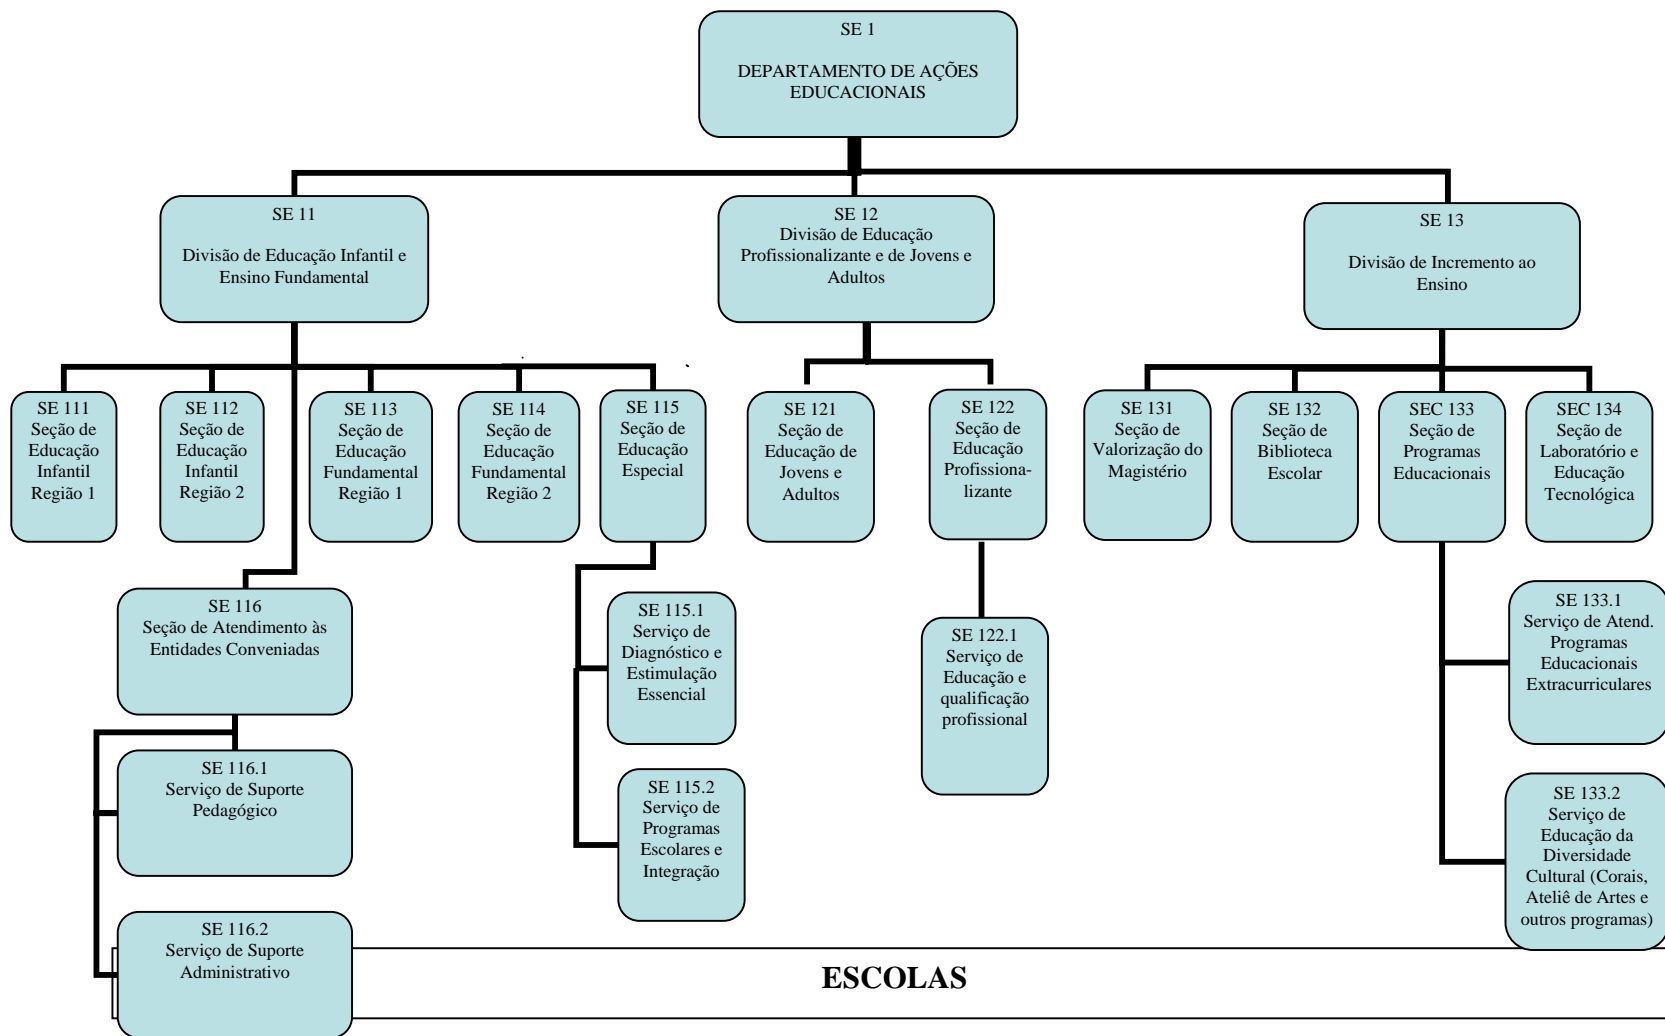 SE 1
DEPARTAMENTO DE AÇÕES
EDUCACIONAIS
SE 11
Divisão de Educação Infantil e
Ensino Fundamental
SE 12
Divisão de Educação
Profissionalizante e de Jovens e
Adultos
SE 13
Divisão de Incremento ao
Ensino
SE 111
Seção de
Educação
Infantil
Região 1
SE 112
Seção de
Educação
Infantil
Região 2
SE 113
Seção de
Educação
Fundamental
Região 1
SE 114
Seção de
Educação
Fundamental
Região 2
SE 115
Seção de
Educação
Especial
SE 121
Seção de
Educação de
Jovens e
Adultos
SE 122
Seção de
Educação
Profissiona-
lizante
SE 131
Seção de
Valorização do
Magistério
SE 132
Seção de
Biblioteca
Escolar
SEC 133
Seção de
Programas
Educacionais
SEC 134
Seção de
Laboratório e
Educação
Tecnológica
SE 116
Seção de Atendimento às
Entidades Conveniadas
SE 115.1
Serviço de
Diagnóstico e
Estimulação
Essencial
SE 122.1
Serviço de
Educação e
qualificação
profissional
SE 133.1
Serviço de Atend.
Programas
Educacionais
Extracurriculares
SE 116.1
Serviço de Suporte
Pedagógico
SE 115.2
Serviço de
Programas
Escolares e
Integração
SE 133.2
Serviço de
Educação da
Diversidade
Cultural (Corais,
Ateliê de Artes e
outros programas)
SE 116.2
Serviço de Suporte
Administrativo
ESCOLAS